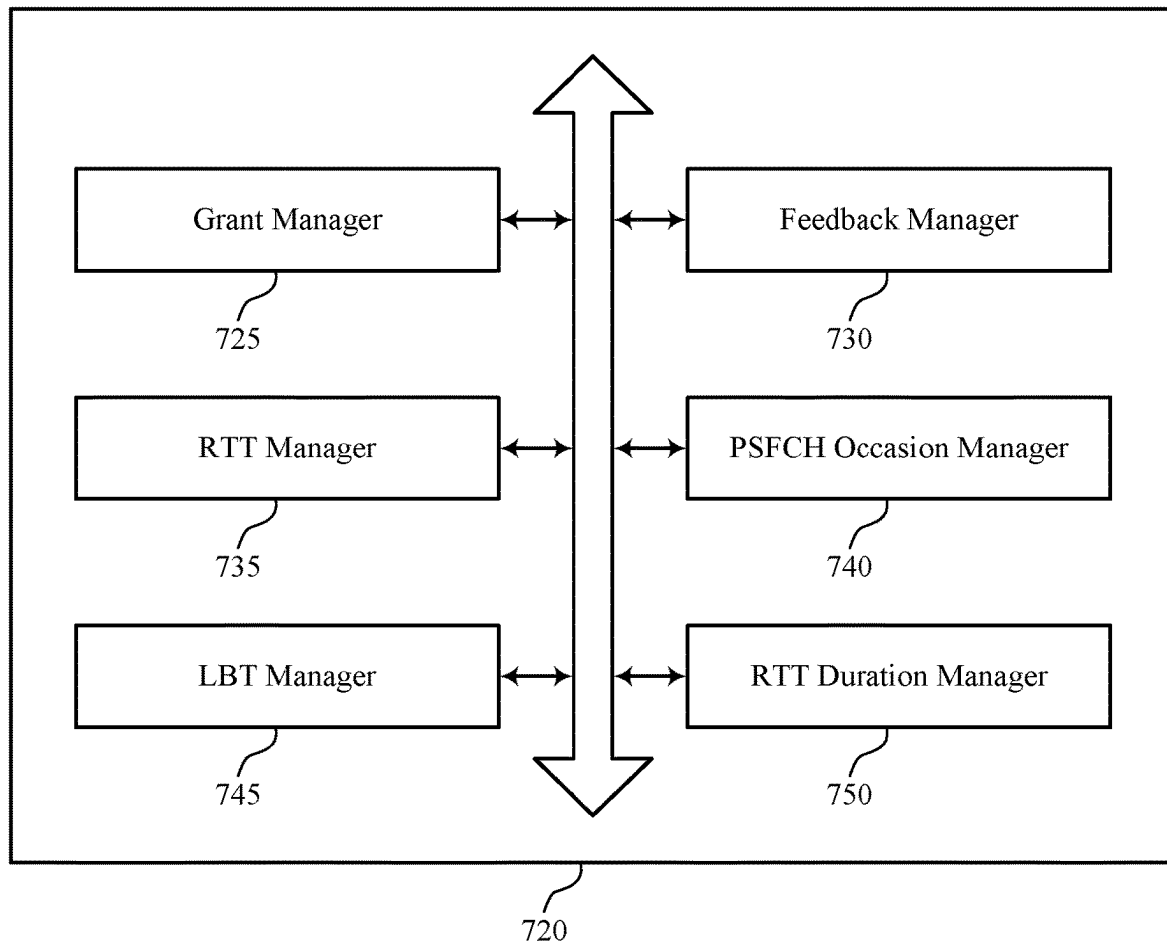 Grant Manager
Feedback Manager
725
730
RTT Manager
PSFCH Occasion Manager
735
740
LBT Manager
RTT Duration Manager
745
750
720